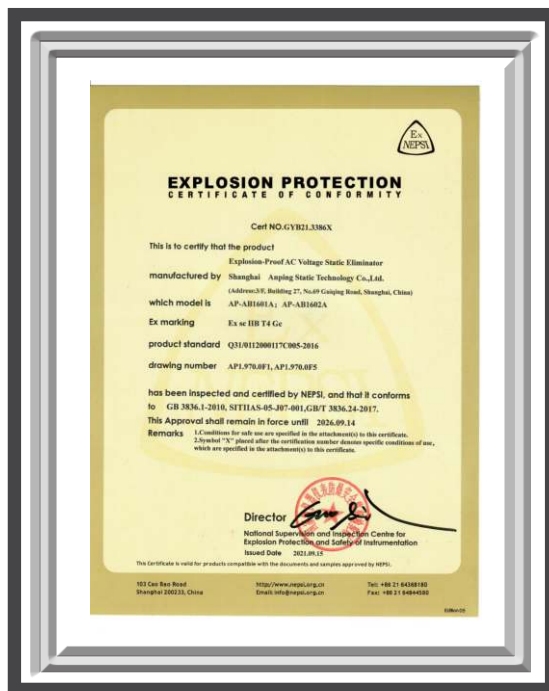 Ex
NEPSI
EXPLOSION PROTECTION
CERTIFICATE OF CONFORMITY
Cert NO.GYB21.3386X
This is to certify that the product
Explosion-Proof AC Voltage Static Eliminator
manufactured by Shanghai Anping Static Technology Co.,Ltd.
(Address:3/F, Building 27, No.69 Guiqing Road, Shanghai, China)
which model is AP-AB1601A; AP-AB1602A
Ex marking Ex sc IIB T4 Gc
product standard Q31/0112000117C005-2016
drawing number AP1.970.0F1, AP1.970.0F5
has been inspected and certified by NEPSI, and that it conforms
to GB 3836.1-2010, SITIIAS-05-J07-001,GB/T 3836.24-2017.
This Approval shall remain in force until 2026.09.14
Remarks 1.Conditions for safe use are specified in the attachment(s) to this certificate.
2.Symbol "X" placed after the certification number denotes specific conditions of use,
which are specified in the attachment(s) to this certificate.
Director
National Supervision and Inspection Centre for
Explosion Protection and Safety of Instrumentation
Issued Date 2021.09.15
This Certificate is valid for products compatible with the documents and samples approved by NEPSI.
103 Cao Bao Road http://www.nepsi.org.cn Tel: +86 21 64368180
Shanghai 200233, China Email: info@nepsi.org.cn Fax: +86 21 64844580